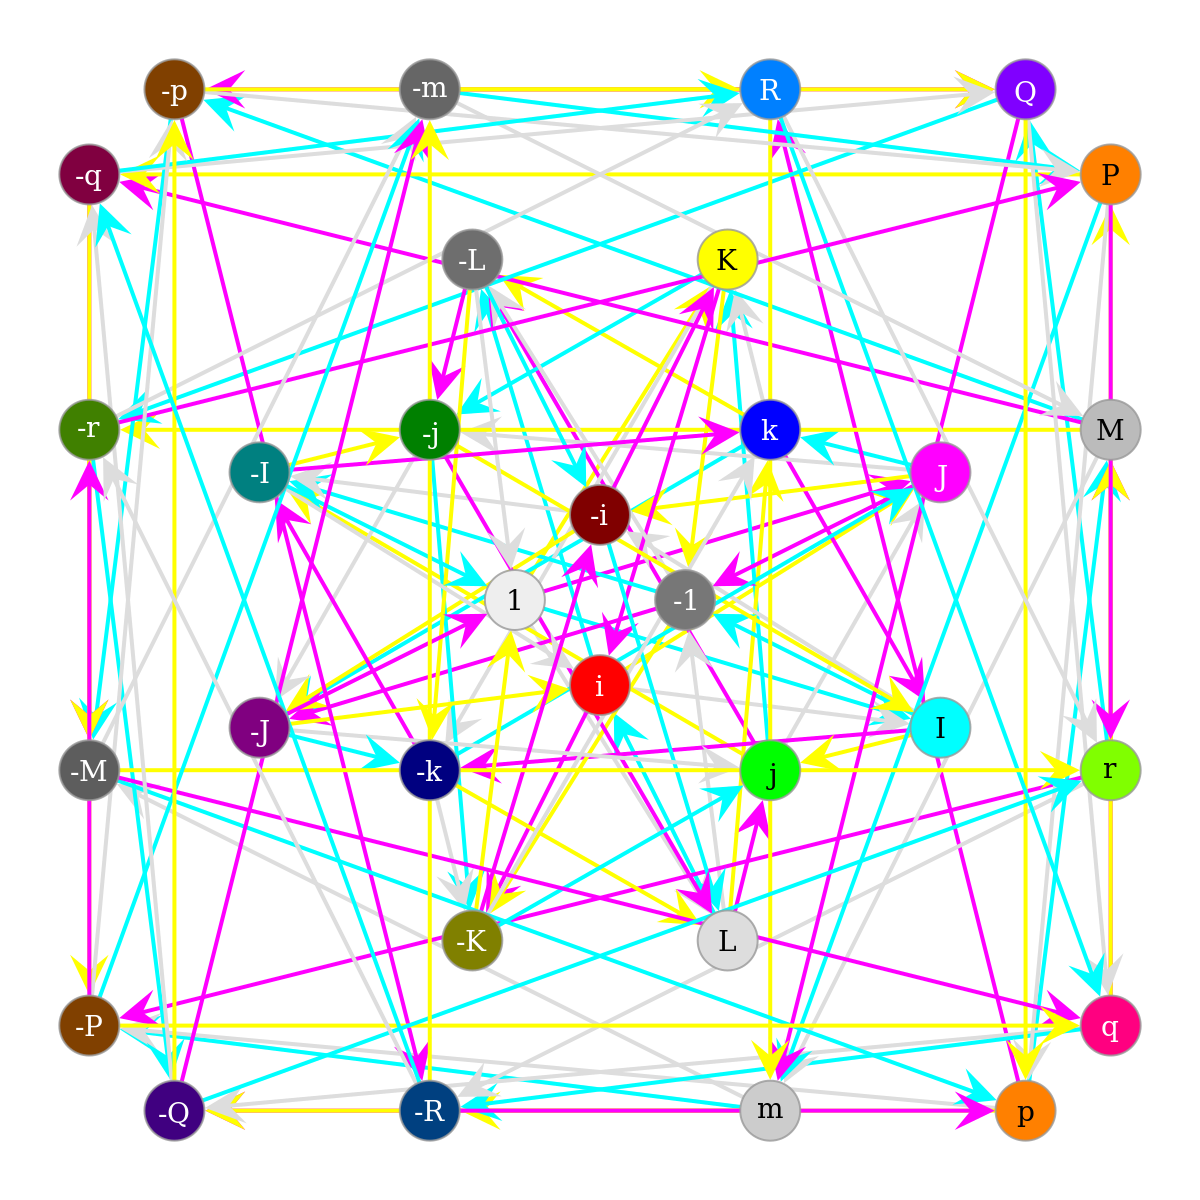 -p -m R Q
-q P
-L K
-r -j k M
-I J
-i
1 -1
i
-J I
-M -k j r
-K L
-P q
-Q -R m p